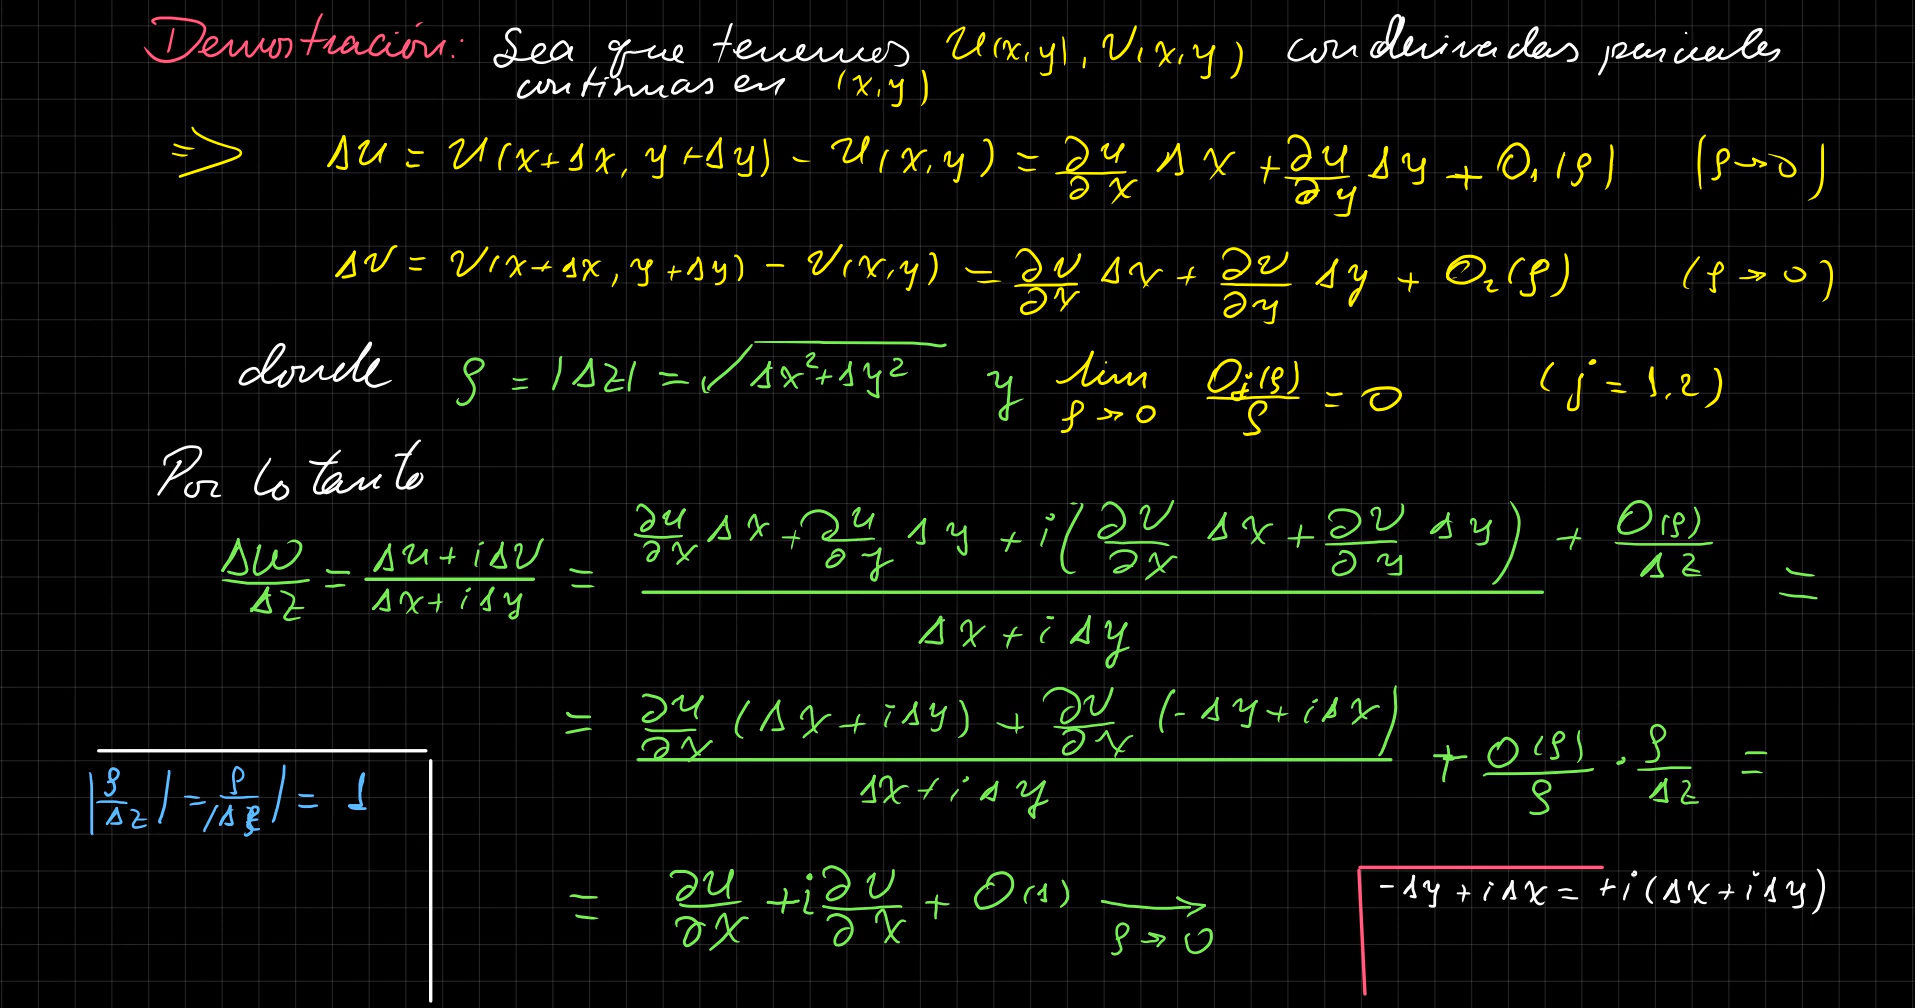 Demostración: Sea que tenemos u(x,y), v(x,y) con derivadas parciales
continuas en (x,y)
=> Δu = u(x+Δx, y+Δy) - u(x,y) = ∂u/∂x Δx + ∂u/∂y Δy + O₁(ρ) (ρ→0)
Δv = v(x+Δx, y+Δy) - v(x,y) = ∂v/∂x Δx + ∂v/∂y Δy + O₂(ρ) (ρ→0)
donde ρ = |Δz| = √(Δx²+Δy²) y lim ρ→0 Oj(ρ)/ρ = 0 (j = 1,2)
Por lo tanto
Δw/Δz = (Δu + iΔv)/(Δx + iΔy) = (∂u/∂x Δx + ∂u/∂y Δy + i(∂v/∂x Δx + ∂v/∂y Δy))/(Δx + iΔy) + O(ρ)/Δz =
= (∂u/∂x (Δx + iΔy) + ∂v/∂x (-Δy + iΔx))/(Δx + iΔy) + O(ρ)/ρ · ρ/Δz =
|ρ/Δz| = ρ/|Δz| = 1
= ∂u/∂x + i ∂v/∂x + O(1) → ρ→0
-Δy + iΔx = +i(Δx + iΔy)